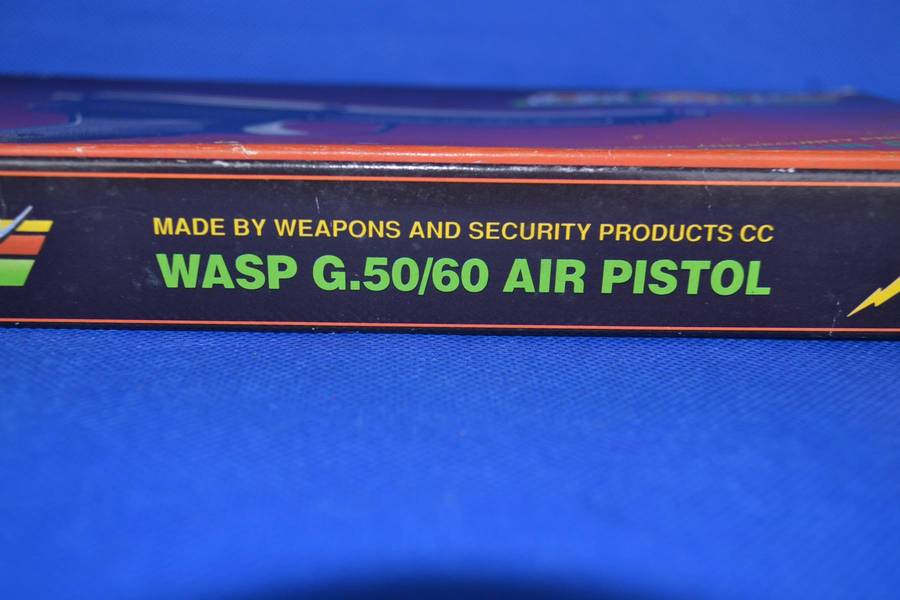 MADE BY WEAPONS AND SECURITY PRODUCTS CC
WASP G.50/60 AIR PISTOL